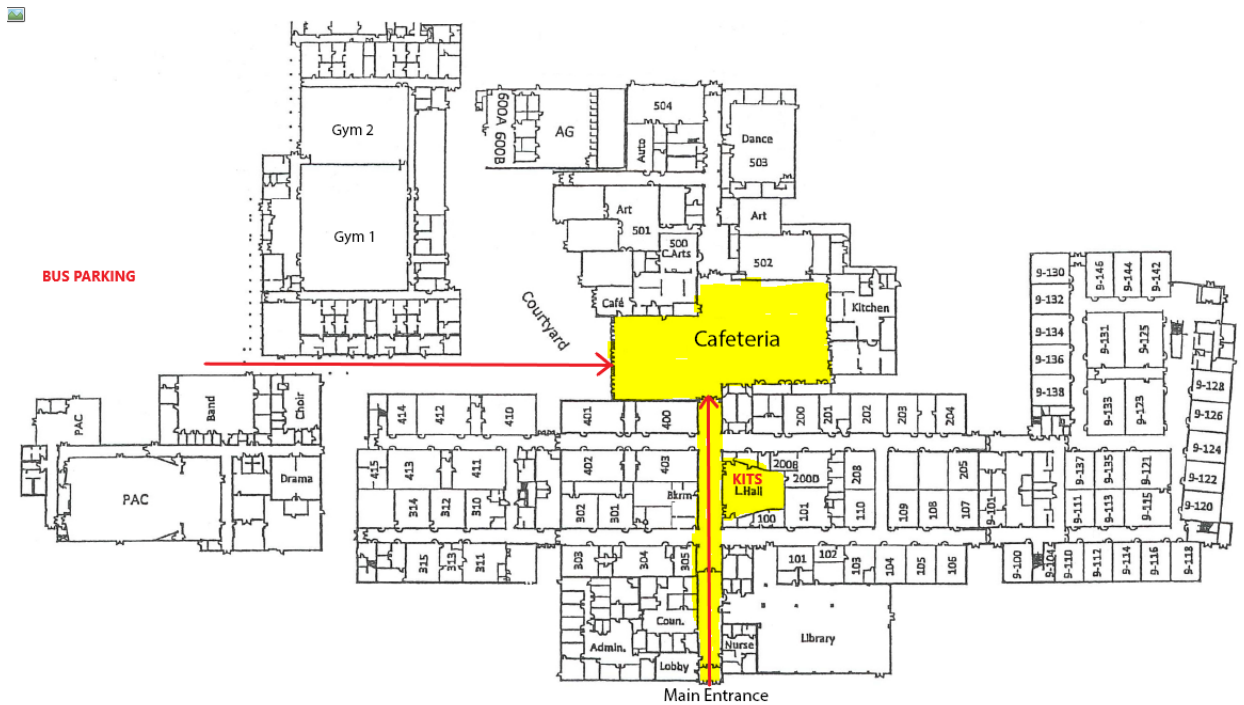 600A 600B
AG
504
Auto
Dance
503
Gym 2
Art
501
Art
500
C.Arts
502
Gym 1
BUS PARKING
Courtyard
Café
Kitchen
Cafeteria
9-130
9-132
9-134
9-136
9-138
9-146
9-144
9-142
9-131
9-125
9-133
9-123
9-128
9-126
9-124
9-122
9-120
PAC
Band
Choir
414
412
410
401
400
200
201
202
203
204
PAC
Drama
415
413
411
402
403
Bkrm
KITS
L.Hall
200B
200D
208
205
9-137
9-135
9-121
314
312
310
302
301
100
101
110
109
108
107
9-101
9-111
9-113
9-115
315
313
311
303
304
305
101
102
103
104
105
106
9-100
9-104
9-110
9-112
9-114
9-116
9-118
Coun.
Admin.
Lobby
Nurse
Library
Main Entrance